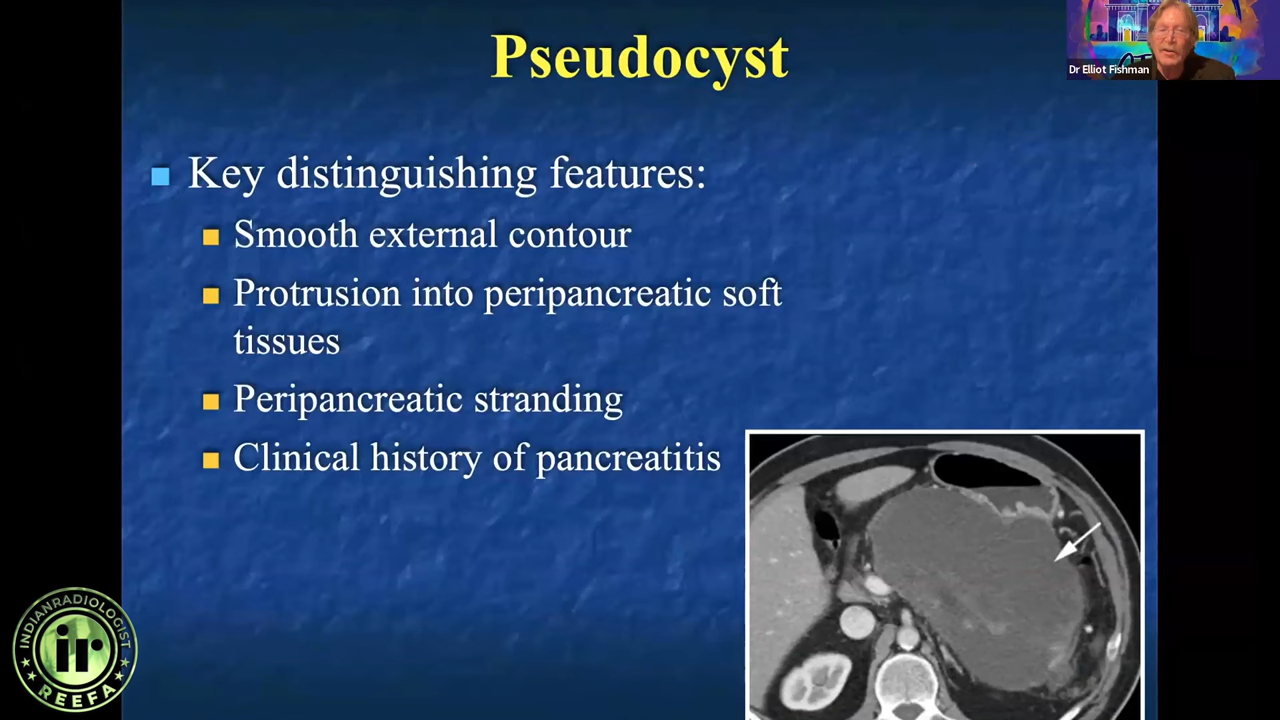 Pseudocyst
Dr Elliot Fishman
Key distinguishing features:
Smooth external contour
Protrusion into peripancreatic soft
tissues
Peripancreatic stranding
Clinical history of pancreatitis
INDIANRADIOLOGIST
ir
REEFA